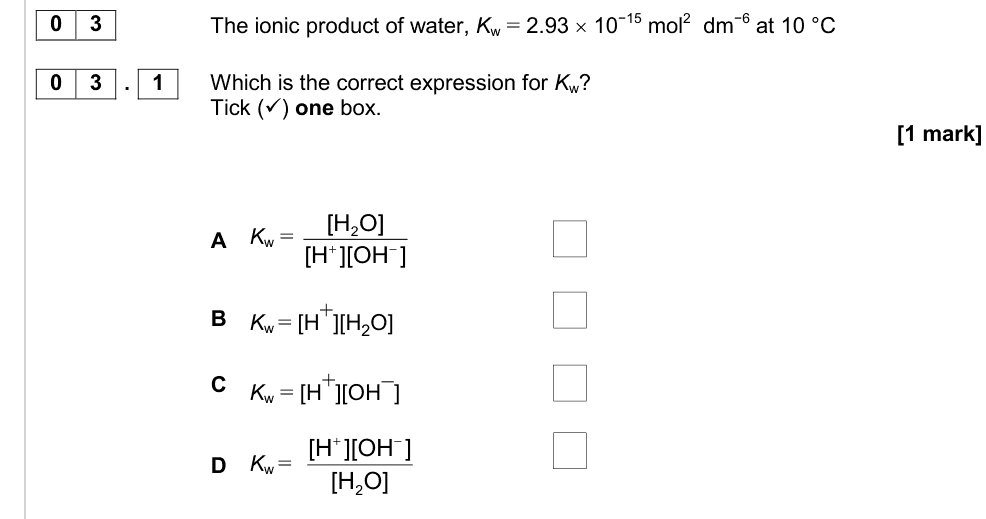 0 3 The ionic product of water, Kw = 2.93 × 10⁻¹⁵ mol² dm⁻⁶ at 10 °C
0 3 . 1 Which is the correct expression for Kw?
Tick (✓) one box.
[1 mark]
A Kw = [H₂O] / [H⁺][OH⁻]
B Kw = [H⁺][H₂O]
C Kw = [H⁺][OH⁻]
D Kw = [H⁺][OH⁻] / [H₂O]